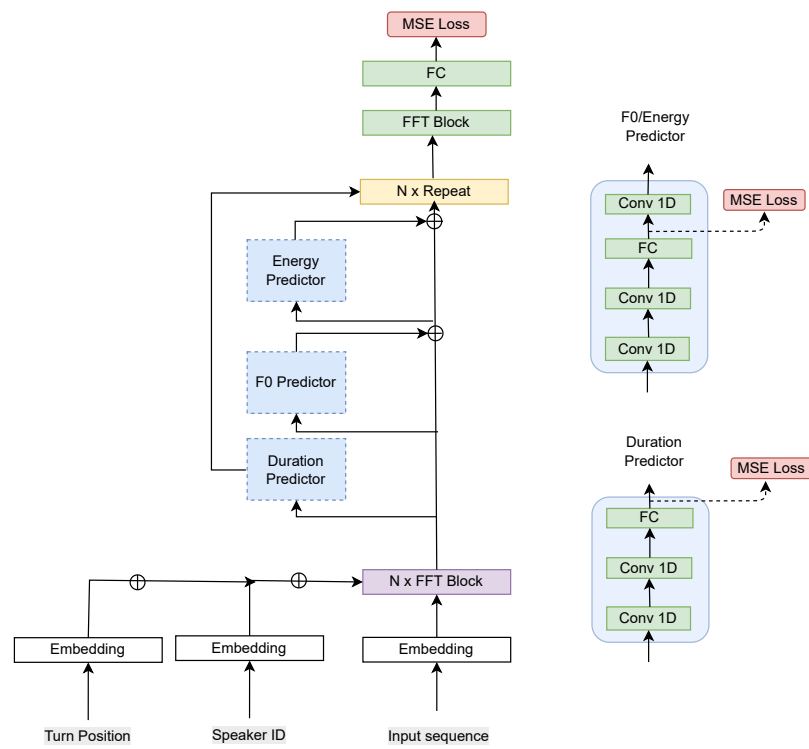 MSE Loss
FC
FFT Block
N x Repeat
Energy
Predictor
F0 Predictor
Duration
Predictor
N x FFT Block
Embedding
Embedding
Embedding
Turn Position
Speaker ID
Input sequence
F0/Energy
Predictor
Conv 1D
MSE Loss
FC
Conv 1D
Conv 1D
Duration
Predictor
MSE Loss
FC
Conv 1D
Conv 1D